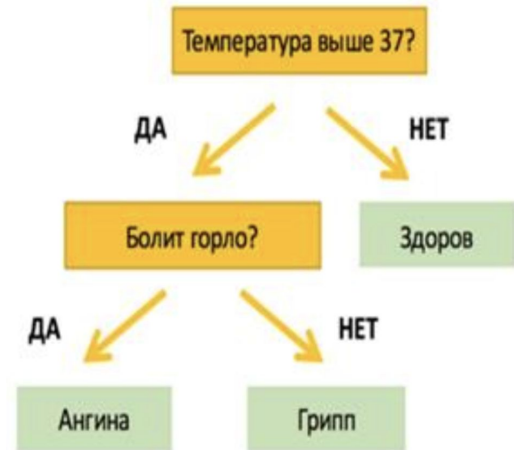 Температура выше 37?
ДА
НЕТ
Болит горло?
Здоров
ДА
НЕТ
Ангина
Грипп